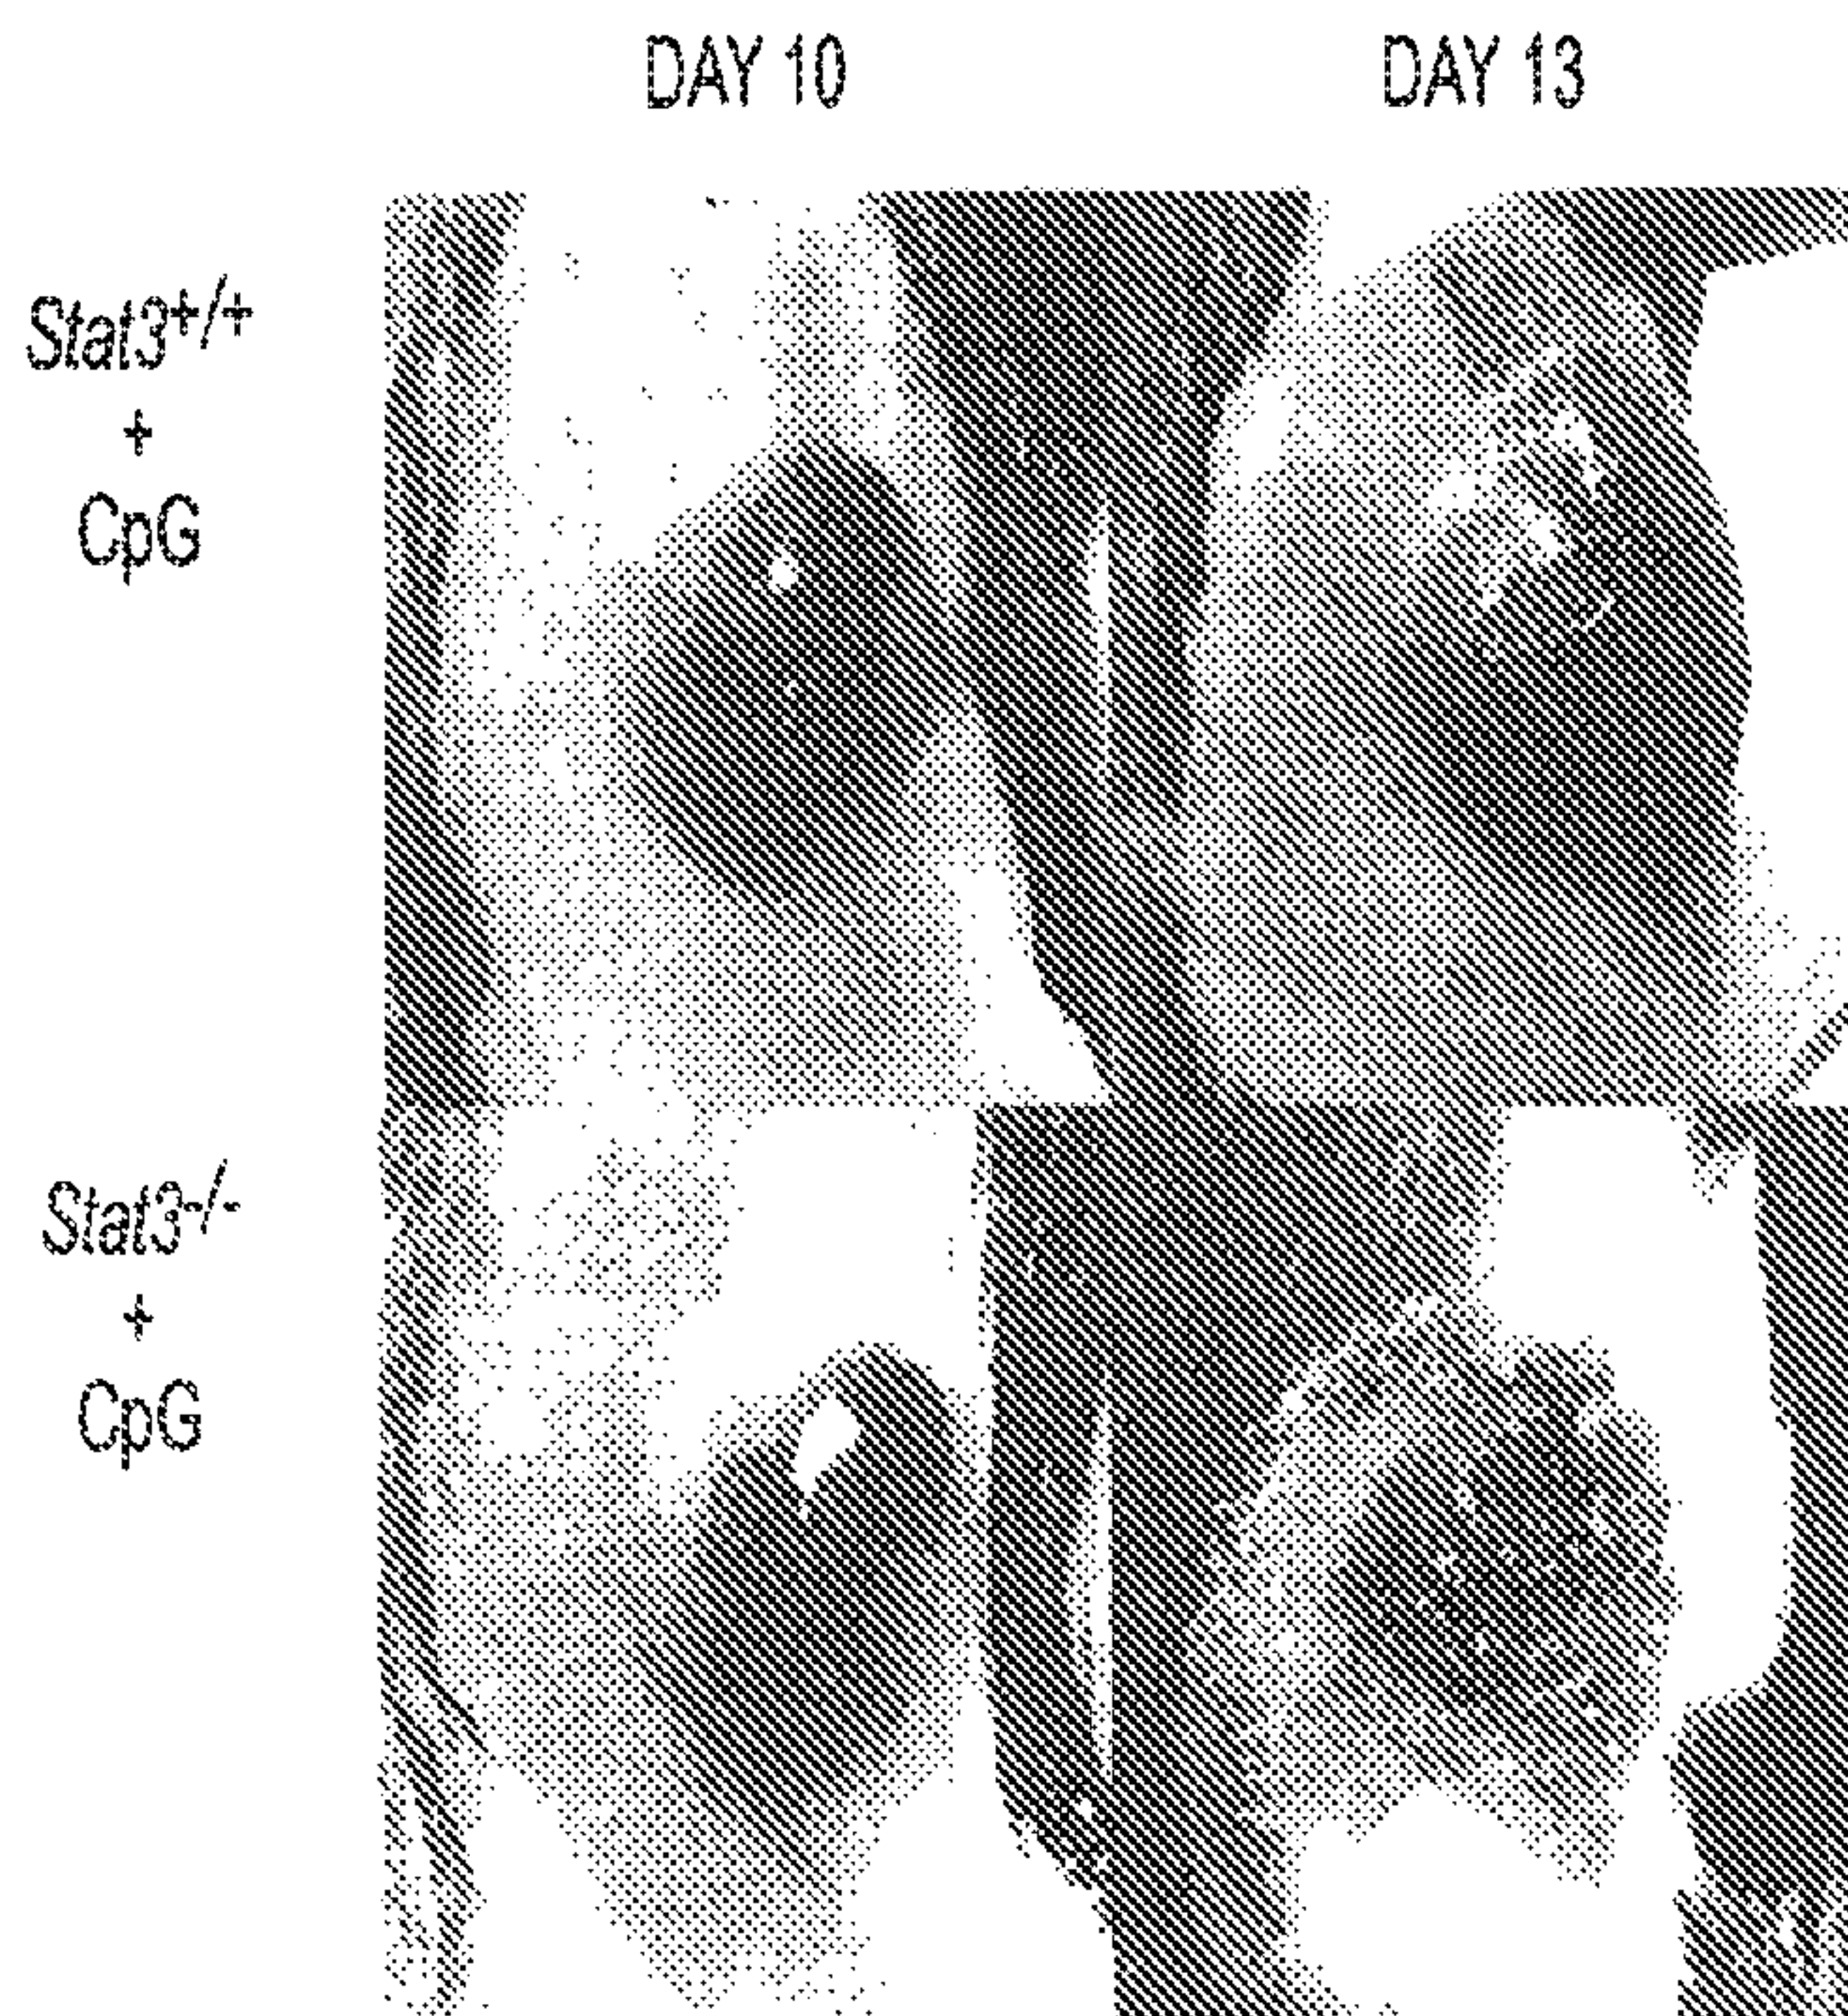 DAY 10 DAY 13
Stat3+/+
+
CpG
Stat3-/-
+
CpG